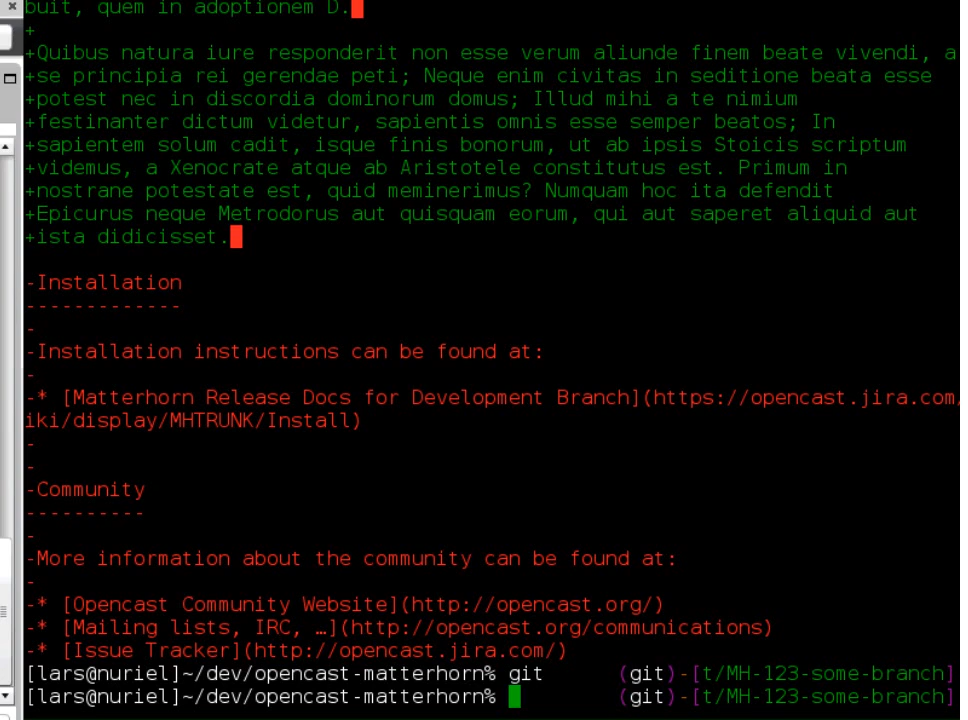 buit, quem in adoptionem D.
+
+Quibus natura iure responderit non esse verum aliunde finem beate vivendi, a
+se principia rei gerendae peti; Neque enim civitas in seditione beata esse
+potest nec in discordia dominorum domus; Illud mihi a te nimium
+festinanter dictum videtur, sapientis omnis esse semper beatos; In
+sapientem solum cadit, isque finis bonorum, ut ab ipsis Stoicis scriptum
+videmus, a Xenocrate atque ab Aristotele constitutus est. Primum in
+nostrane potestate est, quid meminerimus? Numquam hoc ita defendit
+Epicurus neque Metrodorus aut quisquam eorum, qui aut saperet aliquid aut
+ista didicisset.
-Installation
-------------
-
-Installation instructions can be found at:
-
-* [Matterhorn Release Docs for Development Branch](https://opencast.jira.com/
iki/display/MHTRUNK/Install)
-
-
-Community
----------
-
-More information about the community can be found at:
-
-* [Opencast Community Website](http://opencast.org/)
-* [Mailing lists, IRC, …](http://opencast.org/communications)
-* [Issue Tracker](http://opencast.jira.com/)
[lars@nuriel]~/dev/opencast-matterhorn% git (git)-[t/MH-123-some-branch]
[lars@nuriel]~/dev/opencast-matterhorn% (git)-[t/MH-123-some-branch]